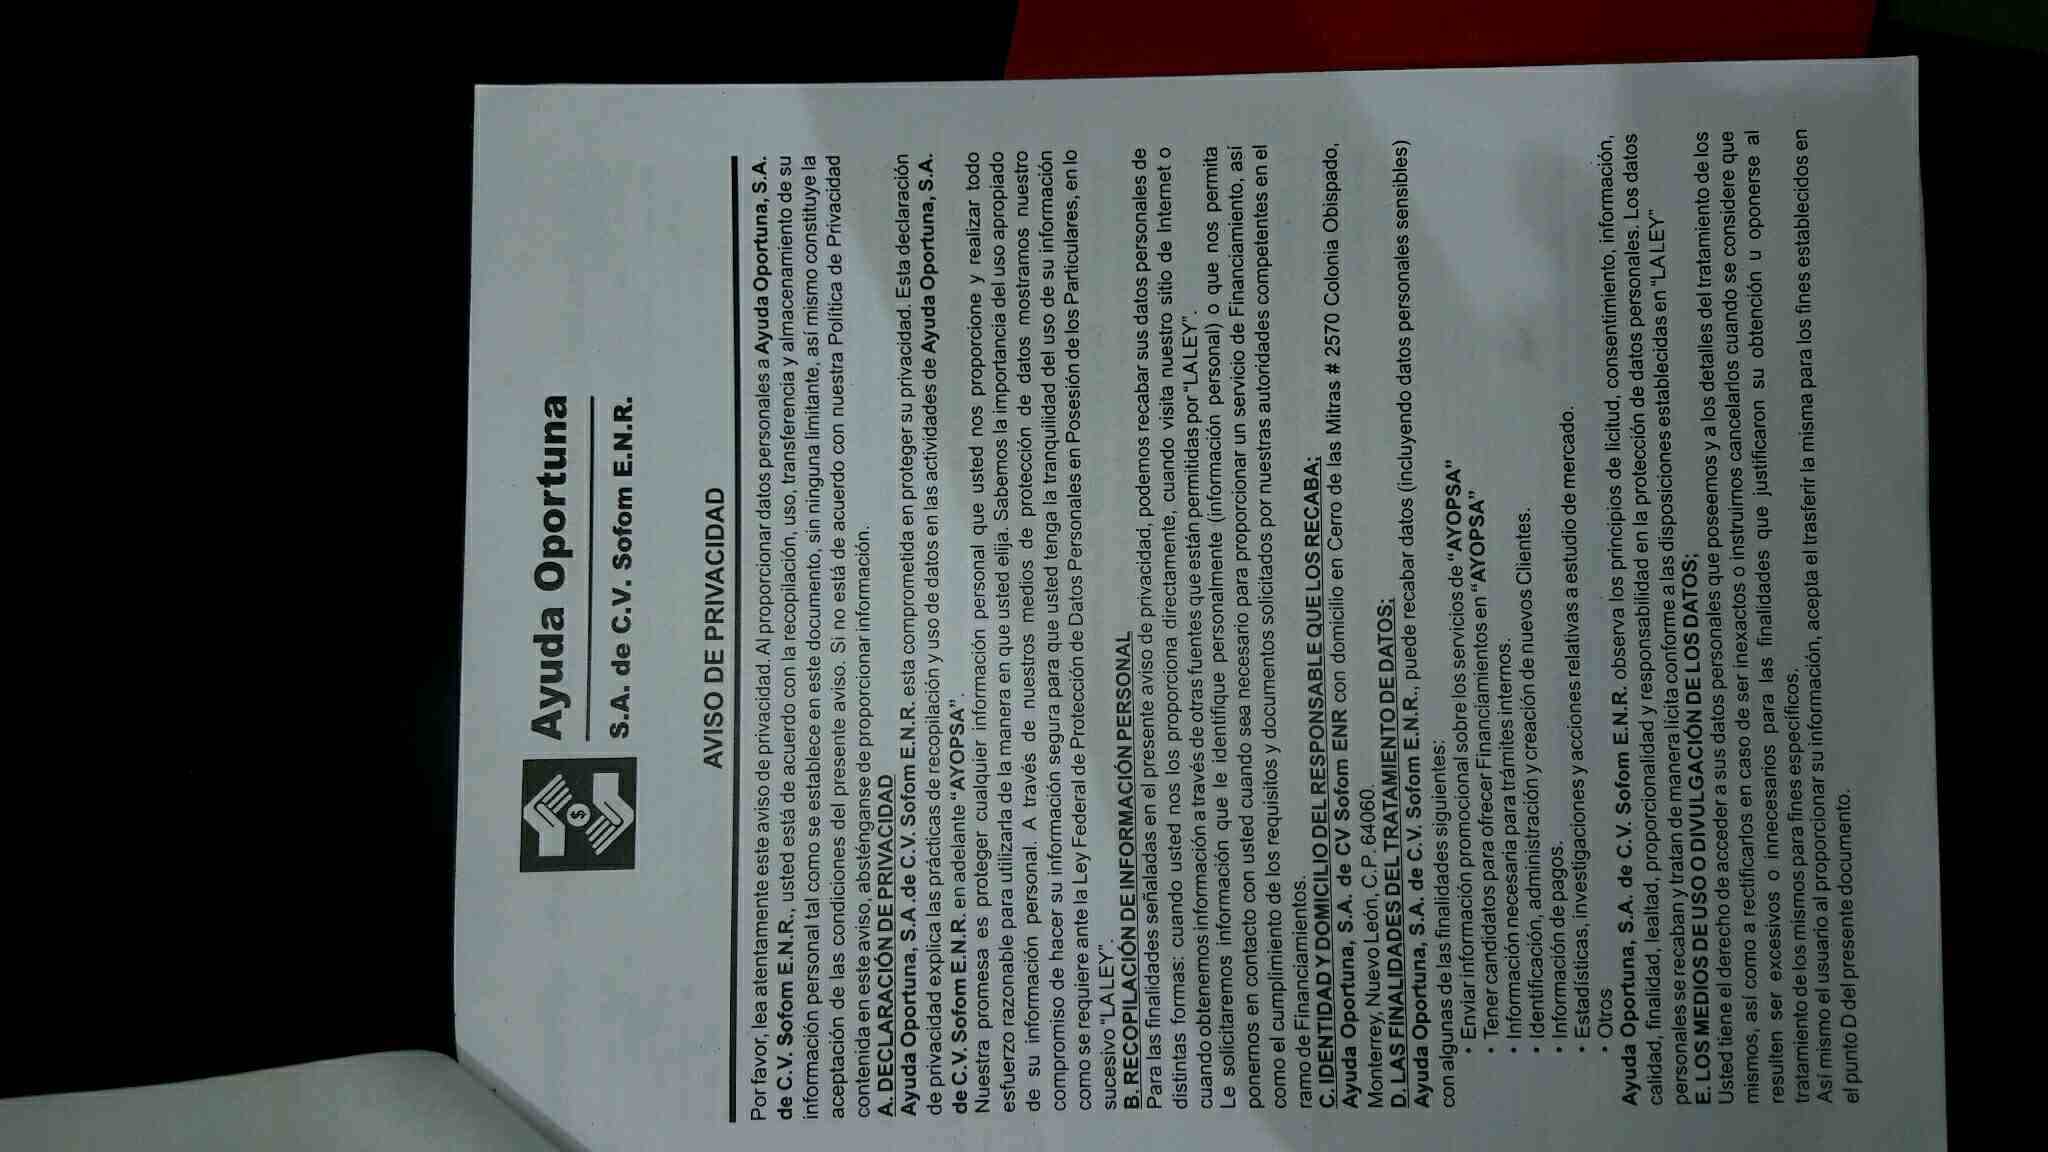 Ayuda Oportuna
S.A. de C.V. Sofom E.N.R.
AVISO DE PRIVACIDAD
Por favor, lea atentamente este aviso de privacidad. Al proporcionar datos personales a Ayuda Oportuna, S.A.
de C.V. Sofom E.N.R., usted está de acuerdo con la recopilación, uso, transferencia y almacenamiento de su
información personal tal como se establece en este documento, sin ninguna limitante, así mismo constituye la
aceptación de las condiciones del presente aviso. Si no está de acuerdo con nuestra Política de Privacidad
contenida en este aviso, absténganse de proporcionar información.
A. DECLARACIÓN DE PRIVACIDAD
Ayuda Oportuna, S.A .de C.V. Sofom E.N.R. esta comprometida en proteger su privacidad. Esta declaración
de privacidad explica las prácticas de recopilación y uso de datos en las actividades de Ayuda Oportuna, S.A.
de C.V. Sofom E.N.R. en adelante “AYOPSA”.
Nuestra promesa es proteger cualquier información personal que usted nos proporcione y realizar todo
esfuerzo razonable para utilizarla de la manera en que usted elija. Sabemos la importancia del uso apropiado
de su información personal. A través de nuestros medios de protección de datos mostramos nuestro
compromiso de hacer su información segura para que usted tenga la tranquilidad del uso de su información
como se requiere ante la Ley Federal de Protección de Datos Personales en Posesión de los Particulares, en lo
sucesivo “LA LEY”.
B. RECOPILACIÓN DE INFORMACIÓN PERSONAL
Para las finalidades señaladas en el presente aviso de privacidad, podemos recabar sus datos personales de
distintas formas: cuando usted nos los proporciona directamente, cuando visita nuestro sitio de Internet o
cuando obtenemos información a través de otras fuentes que están permitidas por “LA LEY”.
Le solicitaremos información que le identifique personalmente (información personal) o que nos permita
ponernos en contacto con usted cuando sea necesario para proporcionar un servicio de Financiamiento, así
como el cumplimiento de los requisitos y documentos solicitados por nuestras autoridades competentes en el
ramo de Financiamientos.
C. IDENTIDAD Y DOMICILIO DEL RESPONSABLE QUE LOS RECABA;
Ayuda Oportuna, S.A. de CV Sofom ENR con domicilio en Cerro de las Mitras # 2570 Colonia Obispado,
Monterrey, Nuevo León, C.P. 64060.
D. LAS FINALIDADES DEL TRATAMIENTO DE DATOS;
Ayuda Oportuna, S.A. de C.V. Sofom E.N.R., puede recabar datos (incluyendo datos personales sensibles)
con algunas de las finalidades siguientes;
• Enviar información promocional sobre los servicios de “AYOPSA”
• Tener candidatos para ofrecer Financiamientos en “AYOPSA”
• Información necesaria para trámites internos.
• Identificación, administración y creación de nuevos Clientes.
• Información de pagos.
• Estadísticas, investigaciones y acciones relativas a estudio de mercado.
• Otros
Ayuda Oportuna, S.A. de C.V. Sofom E.N.R. observa los principios de licitud, consentimiento, información,
calidad, finalidad, lealtad, proporcionalidad y responsabilidad en la protección de datos personales. Los datos
personales se recaban y tratan de manera lícita conforme a las disposiciones establecidas en “LA LEY”
E. LOS MEDIOS DE USO O DIVULGACIÓN DE LOS DATOS;
Usted tiene el derecho de acceder a sus datos personales que poseemos y a los detalles del tratamiento de los
mismos, así como a rectificarlos en caso de ser inexactos o instruirnos cancelarlos cuando se considere que
resulten ser excesivos o innecesarios para las finalidades que justificaron su obtención u oponerse al
tratamiento de los mismos para fines específicos.
Así mismo el usuario al proporcionar su información, acepta el trasferir la misma para los fines establecidos en
el punto D del presente documento.